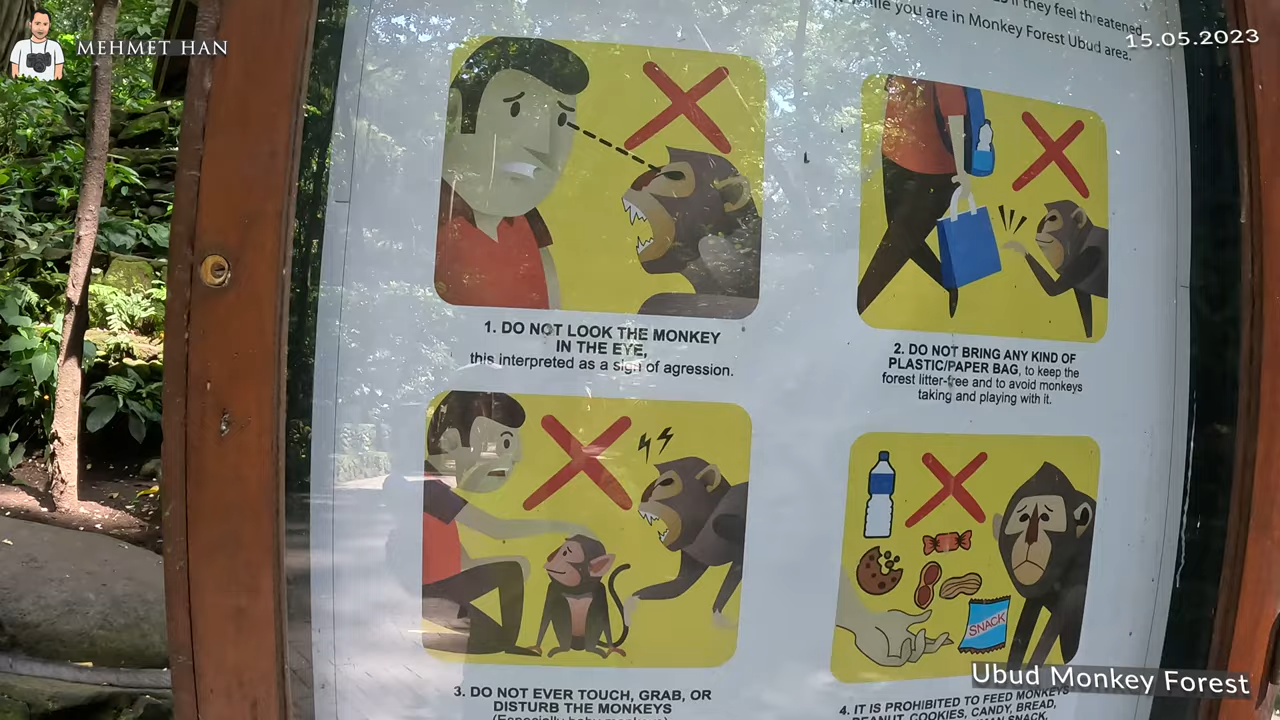 MEHMET HAN
if they feel threatened
while you are in Monkey Forest Ubud area.
15.05.2023
1. DO NOT LOOK THE MONKEY
IN THE EYE,
this interpreted as a sign of agression.
2. DO NOT BRING ANY KIND OF
PLASTIC/PAPER BAG, to keep the
forest litter-free and to avoid monkeys
taking and playing with it.
SNACK
3. DO NOT EVER TOUCH, GRAB, OR
DISTURB THE MONKEYS
(Especially baby monkeys)
4. IT IS PROHIBITED TO FEED MONKEYS
PEANUT, COOKIES, CANDY, BREAD,
SNACK,
Ubud Monkey Forest